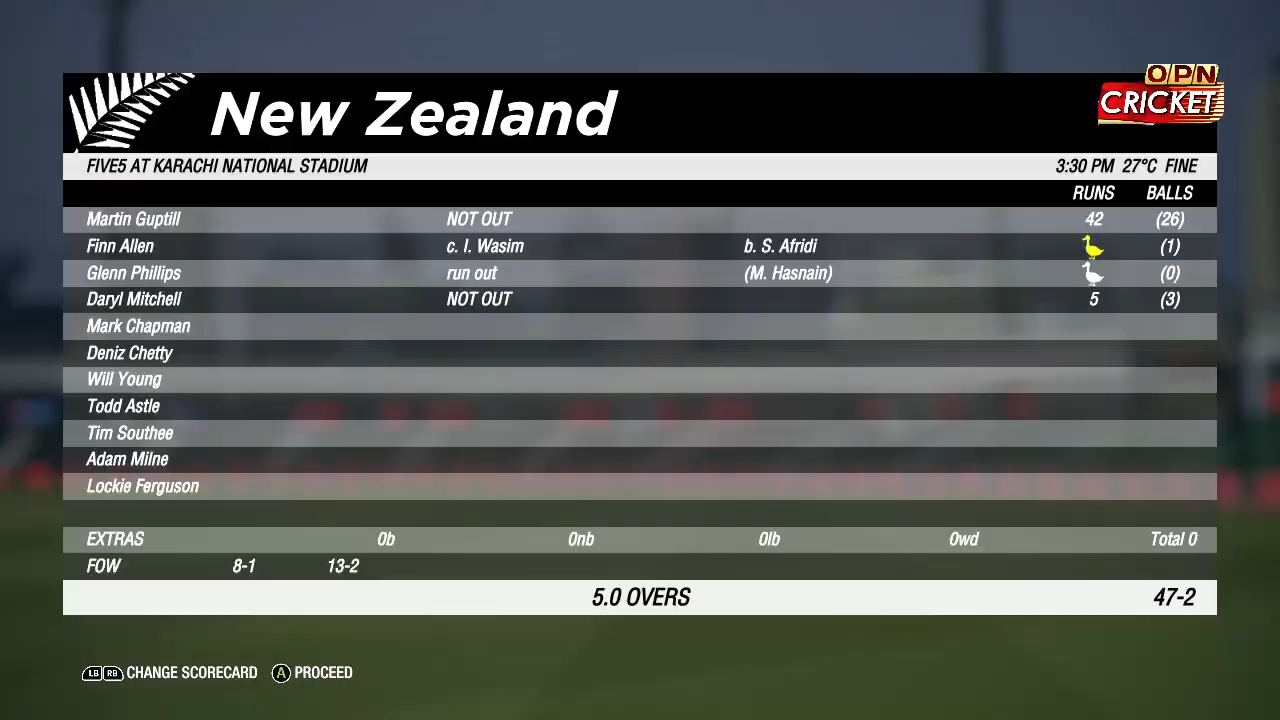 OPN
New Zealand
CRICKET
FIVE5 AT KARACHI NATIONAL STADIUM 3:30 PM 27°C FINE
RUNS BALLS
Martin Guptill NOT OUT 42 (26)
Finn Allen c. I. Wasim b. S. Afridi (1)
Glenn Phillips run out (M. Hasnain) (0)
Daryl Mitchell NOT OUT 5 (3)
Mark Chapman
Deniz Chetty
Will Young
Todd Astle
Tim Southee
Adam Milne
Lockie Ferguson
EXTRAS 0b 0nb 0lb 0wd Total 0
FOW 8-1 13-2
5.0 OVERS 47-2
LB RB CHANGE SCORECARD A PROCEED